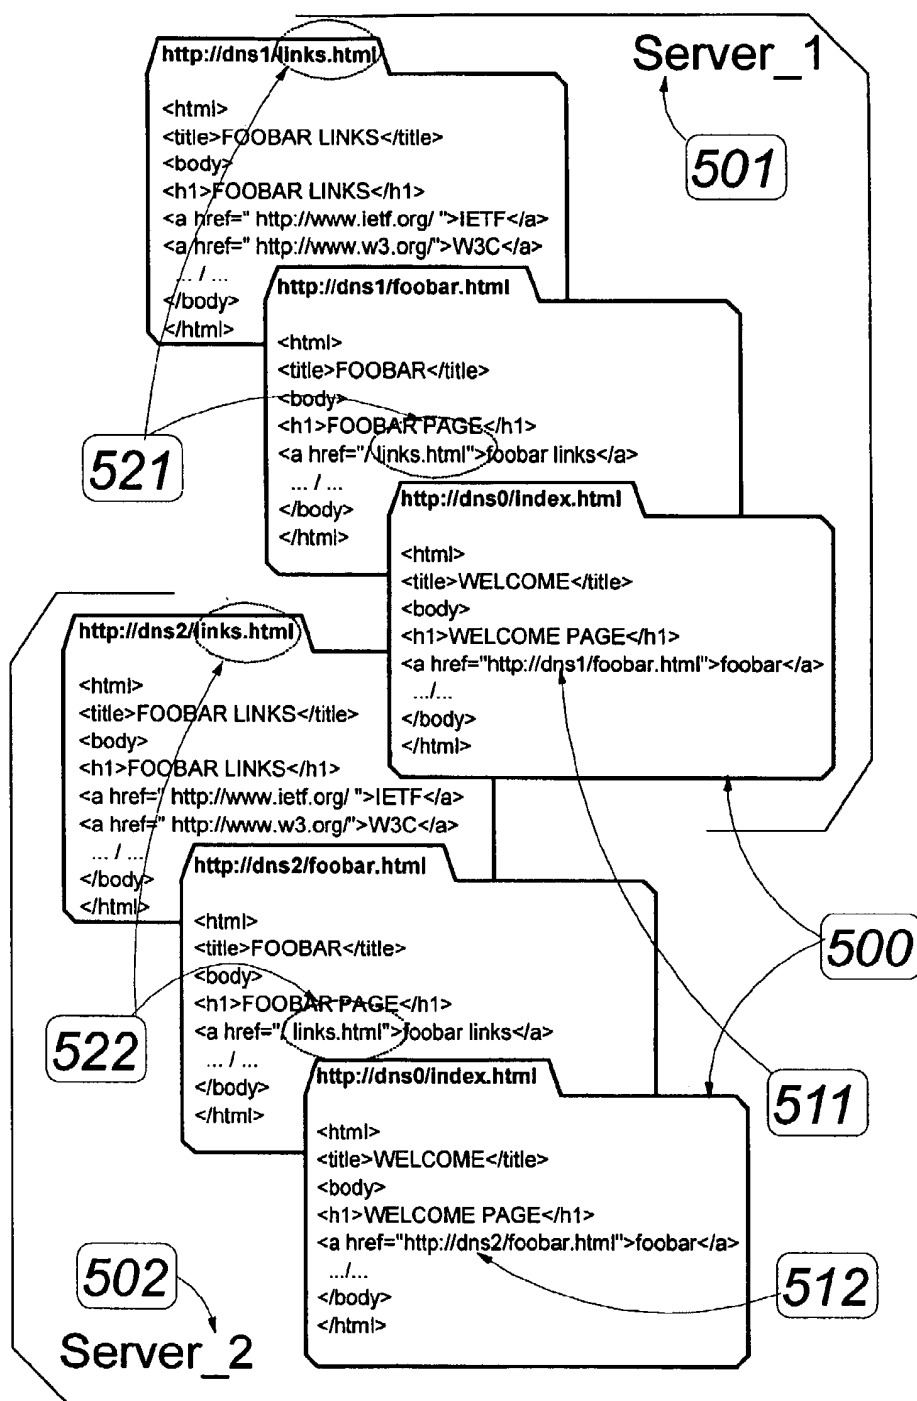 Server_1
501
http://dns1/links.html
<html>
<title>FOOBAR LINKS</title>
<body>
<h1>FOOBAR LINKS</h1>
<a href=" http://www.ietf.org/ ">IETF</a>
<a href=" http://www.w3.org/">W3C</a>
... / ...
</body>
</html>
http://dns1/foobar.html
<html>
<title>FOOBAR</title>
<body>
<h1>FOOBAR PAGE</h1>
<a href="/ links.html">foobar links</a>
... / ...
</body>
</html>
521
http://dns0/index.html
<html>
<title>WELCOME</title>
<body>
<h1>WELCOME PAGE</h1>
<a href="http://dns1/foobar.html">foobar</a>
.../...
</body>
</html>
http://dns2/links.html
<html>
<title>FOOBAR LINKS</title>
<body>
<h1>FOOBAR LINKS</h1>
<a href=" http://www.ietf.org/ ">IETF</a>
<a href=" http://www.w3.org/">W3C</a>
... / ...
</body>
</html>
http://dns2/foobar.html
<html>
<title>FOOBAR</title>
<body>
<h1>FOOBAR PAGE</h1>
<a href="/ links.html">foobar links</a>
... / ...
</body>
</html>
500
522
511
http://dns0/index.html
<html>
<title>WELCOME</title>
<body>
<h1>WELCOME PAGE</h1>
<a href="http://dns2/foobar.html">foobar</a>
.../...
</body>
</html>
502
512
Server_2